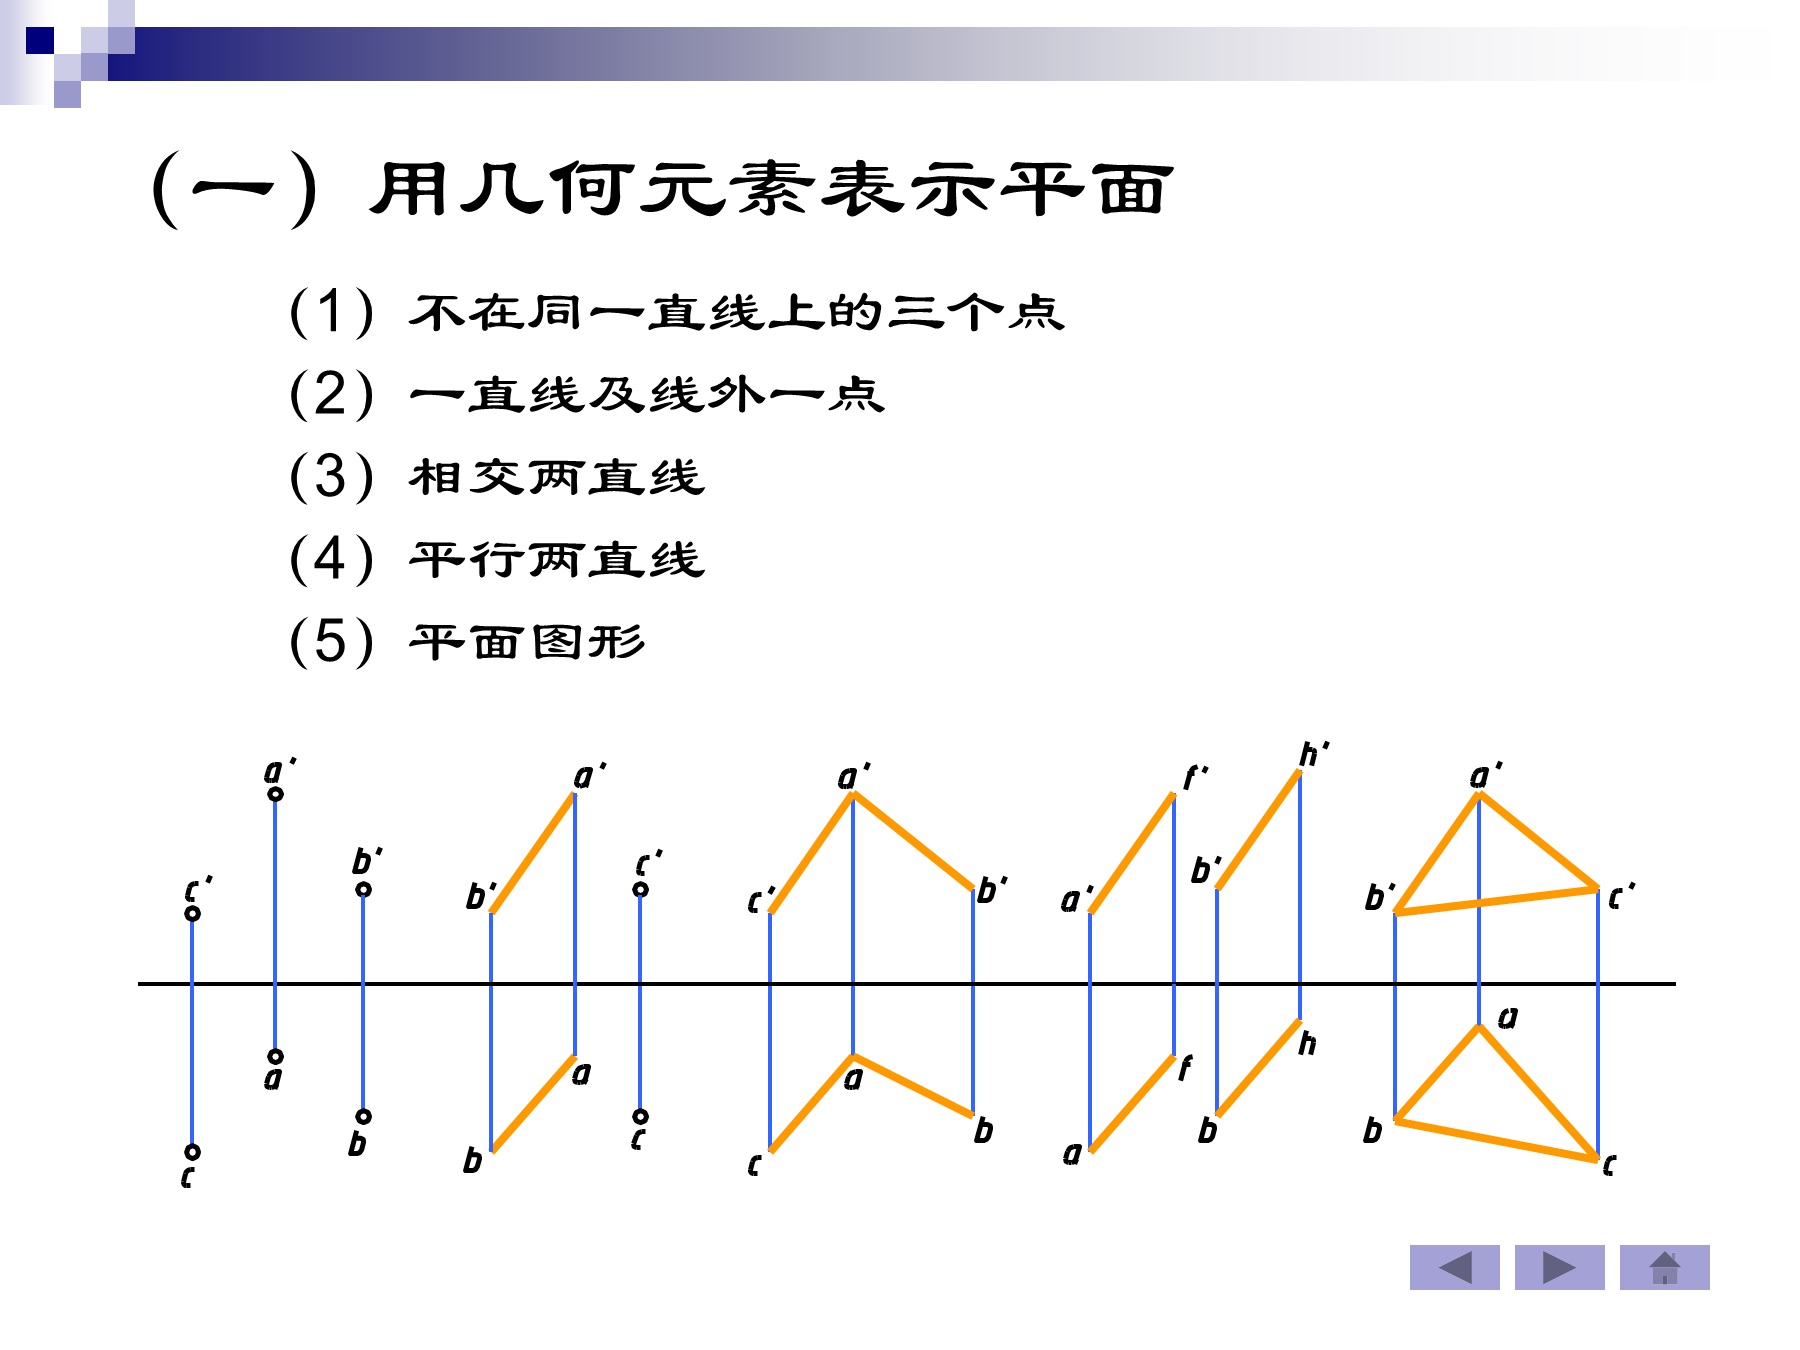 (一) 用几何元素表示平面
(1) 不在同一直线上的三个点
(2) 一直线及线外一点
(3) 相交两直线
(4) 平行两直线
(5) 平面图形
a' a' a' f' h' a'
c' b' b' c' c' b' a' b' b' c'
a a a f h a
c b b c c b a b b c